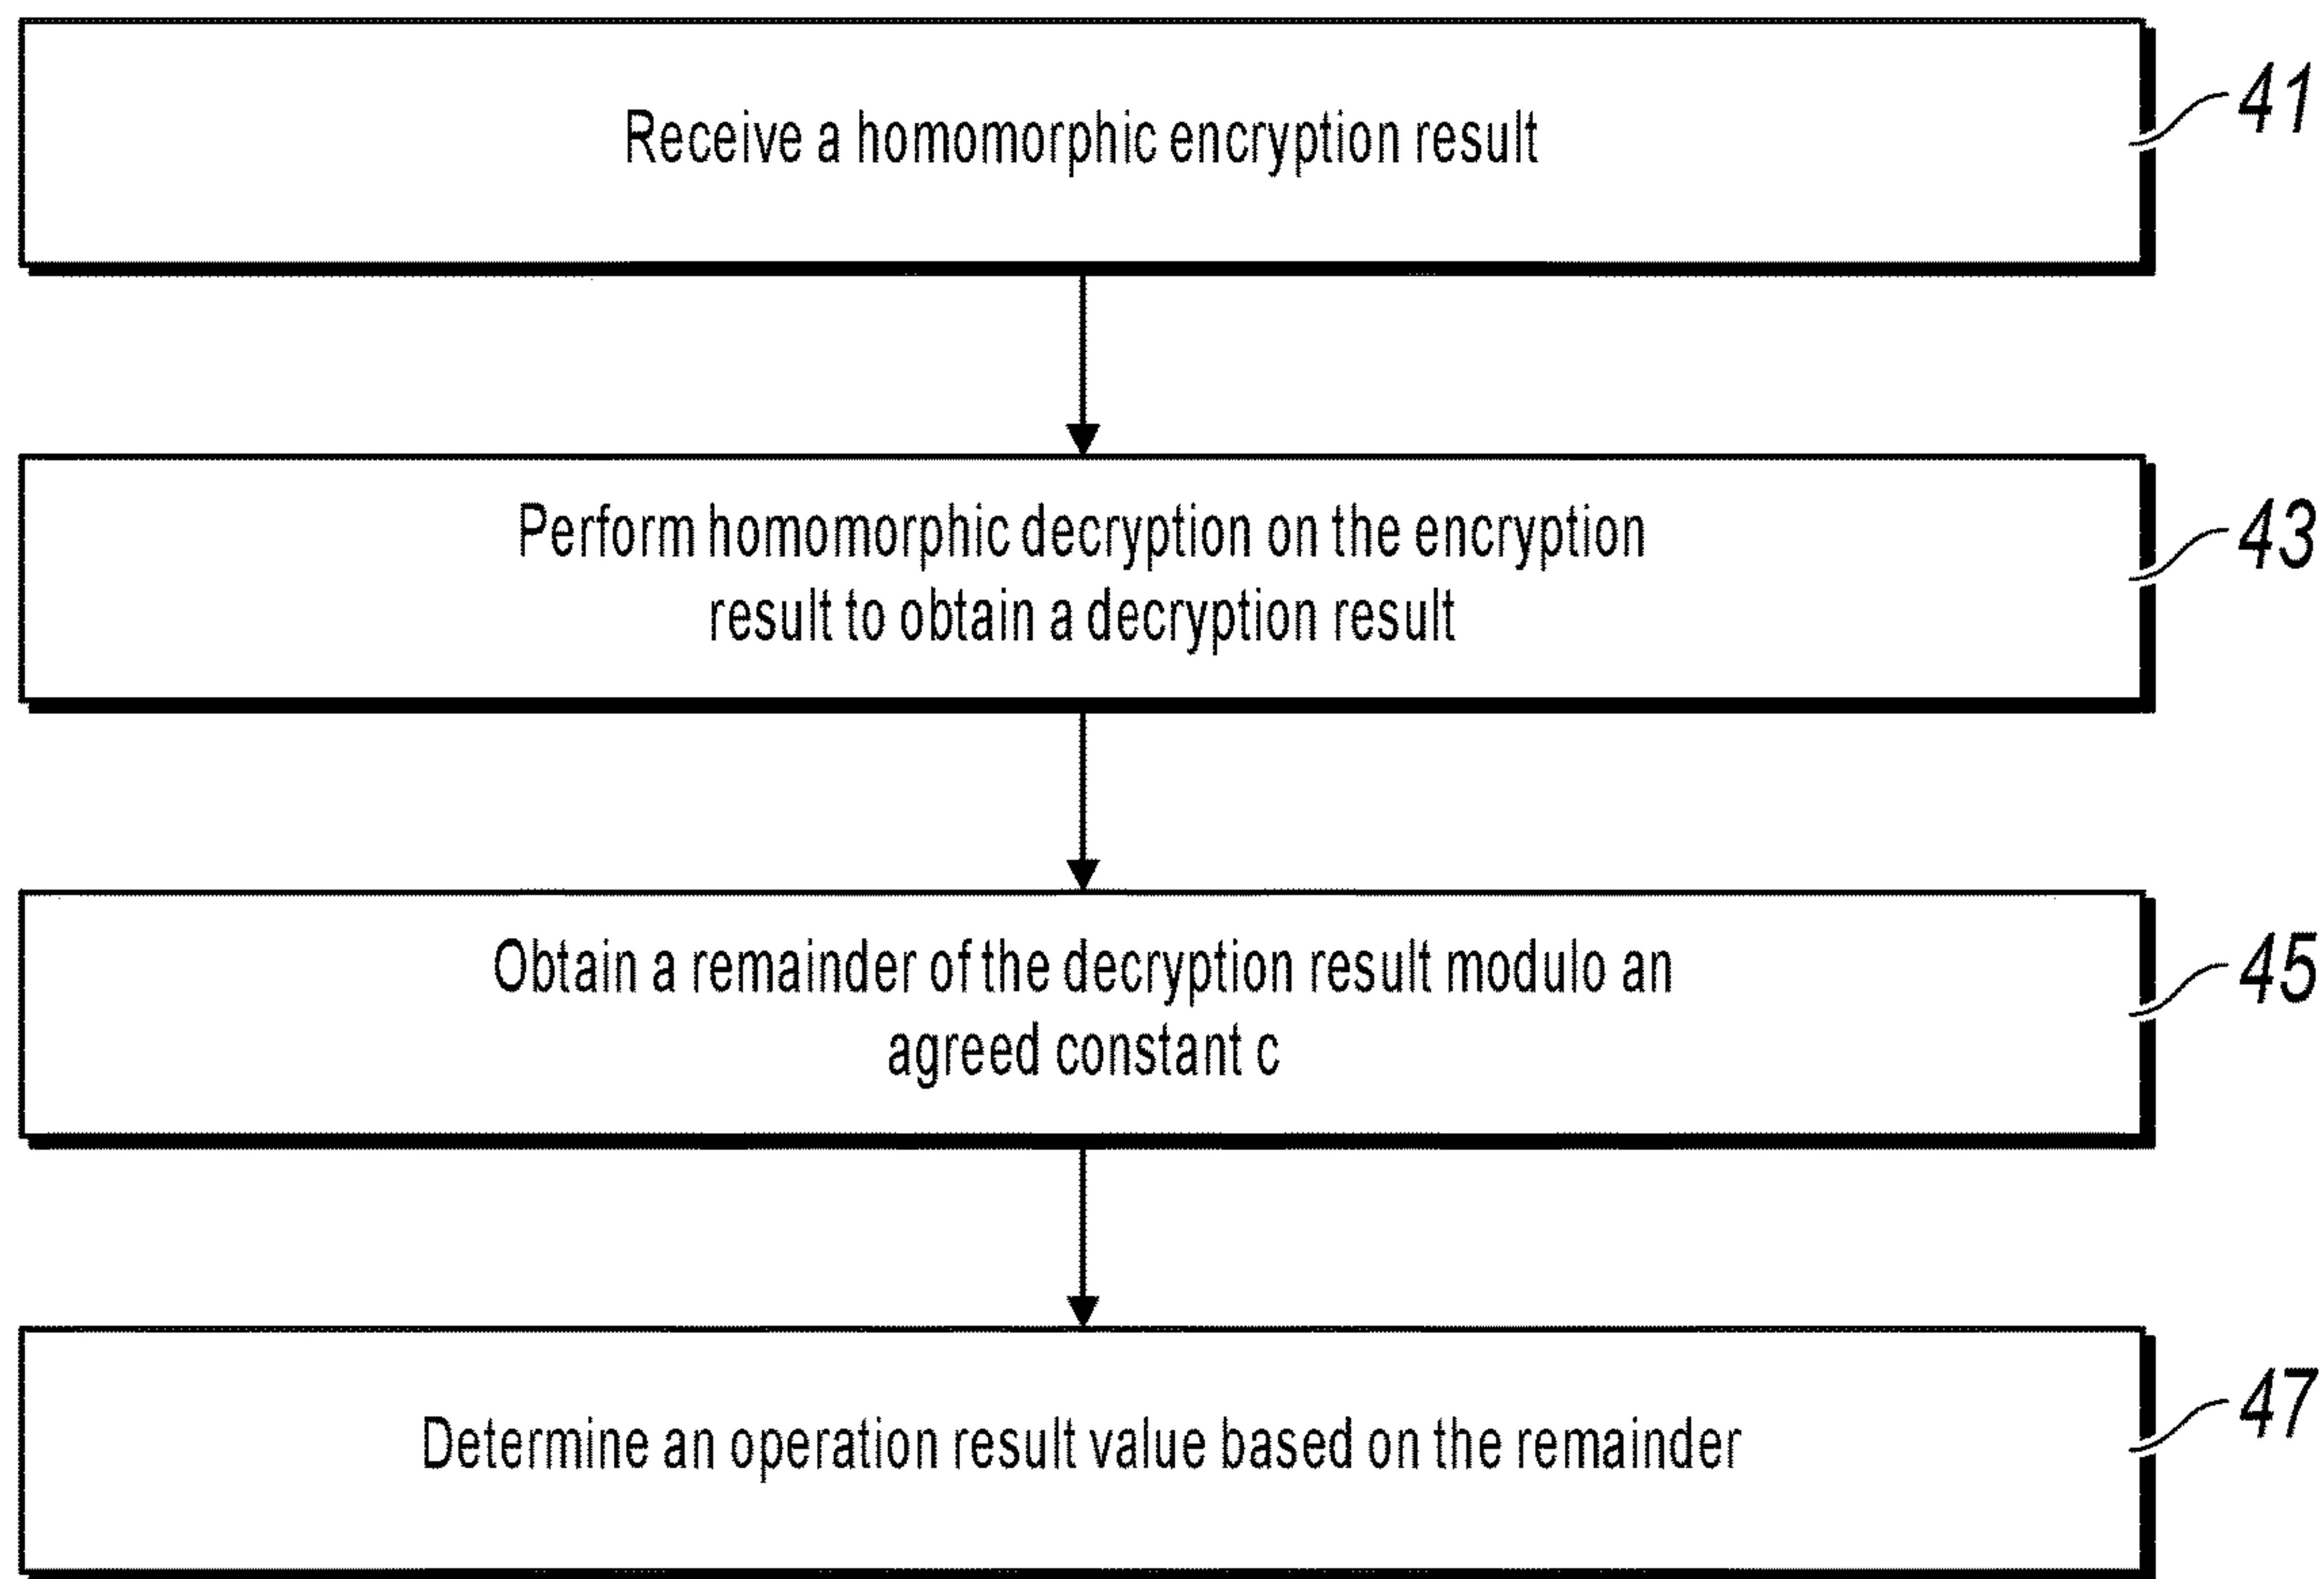 Receive a homomorphic encryption result
41
Perform homomorphic decryption on the encryption
result to obtain a decryption result
43
Obtain a remainder of the decryption result modulo an
agreed constant c
45
Determine an operation result value based on the remainder
47